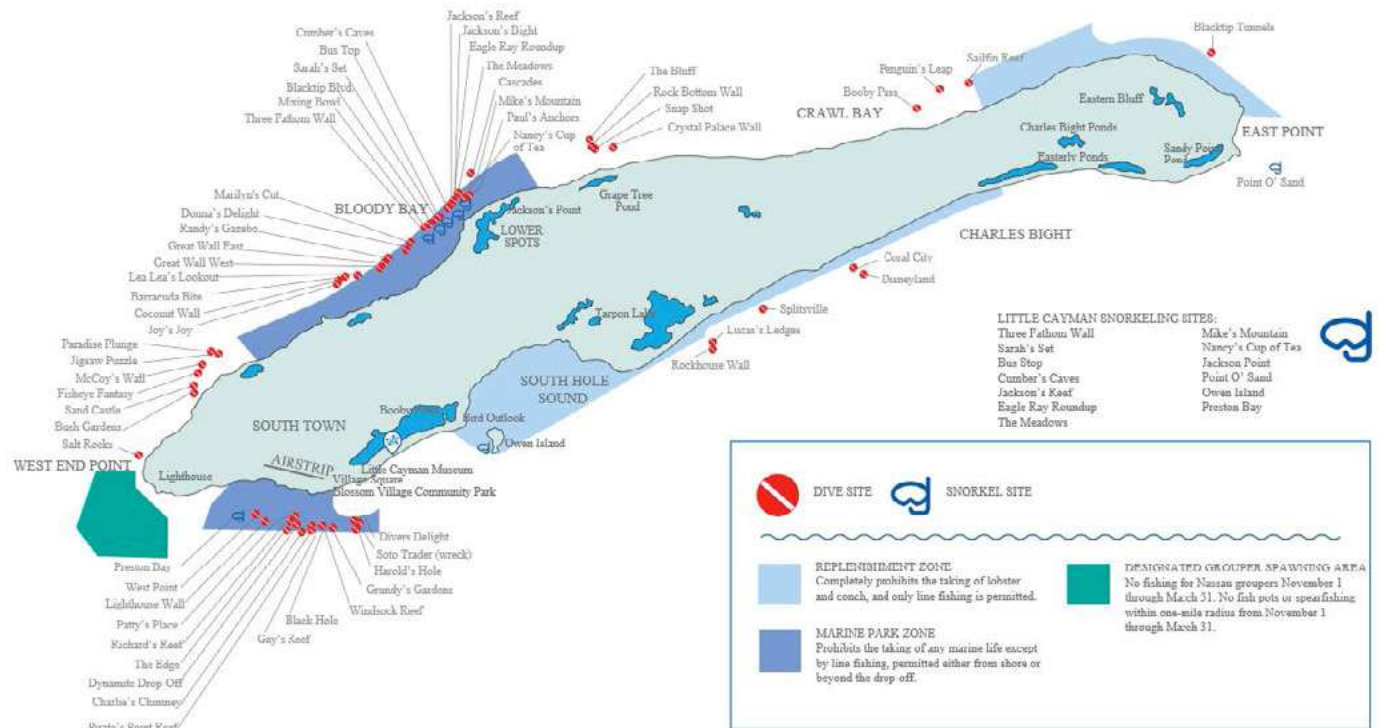 Jackson's Reef
Jackson's Bight
Eagle Ray Roundup
The Meadows
Cascades
Mike's Mountain
Paul's Anchors
Nancy's Cup
of Tea
Cumber's Caves
Bus Top
Sarah's Set
Blacktip Blvd.
Mixing Bowl
Three Fathom Wall
The Bluff
Rock Bottom Wall
Snap Shot
Crystal Palace Wall
CRAWL BAY
Penguin's Leap
Booby Pass
Sailfin Reef
Blacktip Tunnels
Eastern Bluff
EAST POINT
Charles Bight Ponds
Easterly Ponds
Sandy Point
Pond
Point O' Sand
Marilyn's Cut
Donna's Delight
Randy's Gazebo
Great Wall East
Great Wall West
Lea Lea's Lookout
Barracuda Bite
Coconut Wall
Joy's Joy
BLOODY BAY
Jackson's Point
LOWER
SPOTS
Grape Tree
Pond
CHARLES BIGHT
Coral City
Disneyland
Splitsville
Lucas's Ledges
Rockhouse Wall
Tarpon Lake
Paradise Plunge
Jigsaw Puzzle
McCoy's Wall
Fisheye Fantasy
Sand Castle
Bush Gardens
Salt Rocks
WEST END POINT
SOUTH HOLE
SOUND
SOUTH TOWN
Bird Outlook
Owen Island
AIRSTRIP
Lighthouse
Little Cayman Museum
Village Square
Blossom Village Community Park
Divers Delight
Soto Trader (wreck)
Harold's Hole
Grundy's Gardens
Windsock Reef
Black Hole
Gay's Reef
Preston Bay
West Point
Lighthouse Wall
Patty's Place
Richard's Reef
The Edge
Dynamite Drop Off
Charlie's Chimney
LITTLE CAYMAN SNORKELING SITES:
Three Fathom Wall
Sarah's Set
Bus Stop
Cumber's Caves
Jackson's Reef
Eagle Ray Roundup
The Meadows
Mike's Mountain
Nancy's Cup of Tea
Jackson Point
Point O' Sand
Owen Island
Preston Bay
DIVE SITE
SNORKEL SITE
REPLENISHMENT ZONE
Completely prohibits the taking of lobster
and conch, and only line fishing is permitted.
MARINE PARK ZONE
Prohibits the taking of any marine life except
by line fishing, permitted either from shore or
beyond the drop off.
DESIGNATED GROUPER SPAWNING AREA
No fishing for Nassau groupers November 1
through March 31. No fish pots or spearfishing
within one-mile radius from November 1
through March 31.